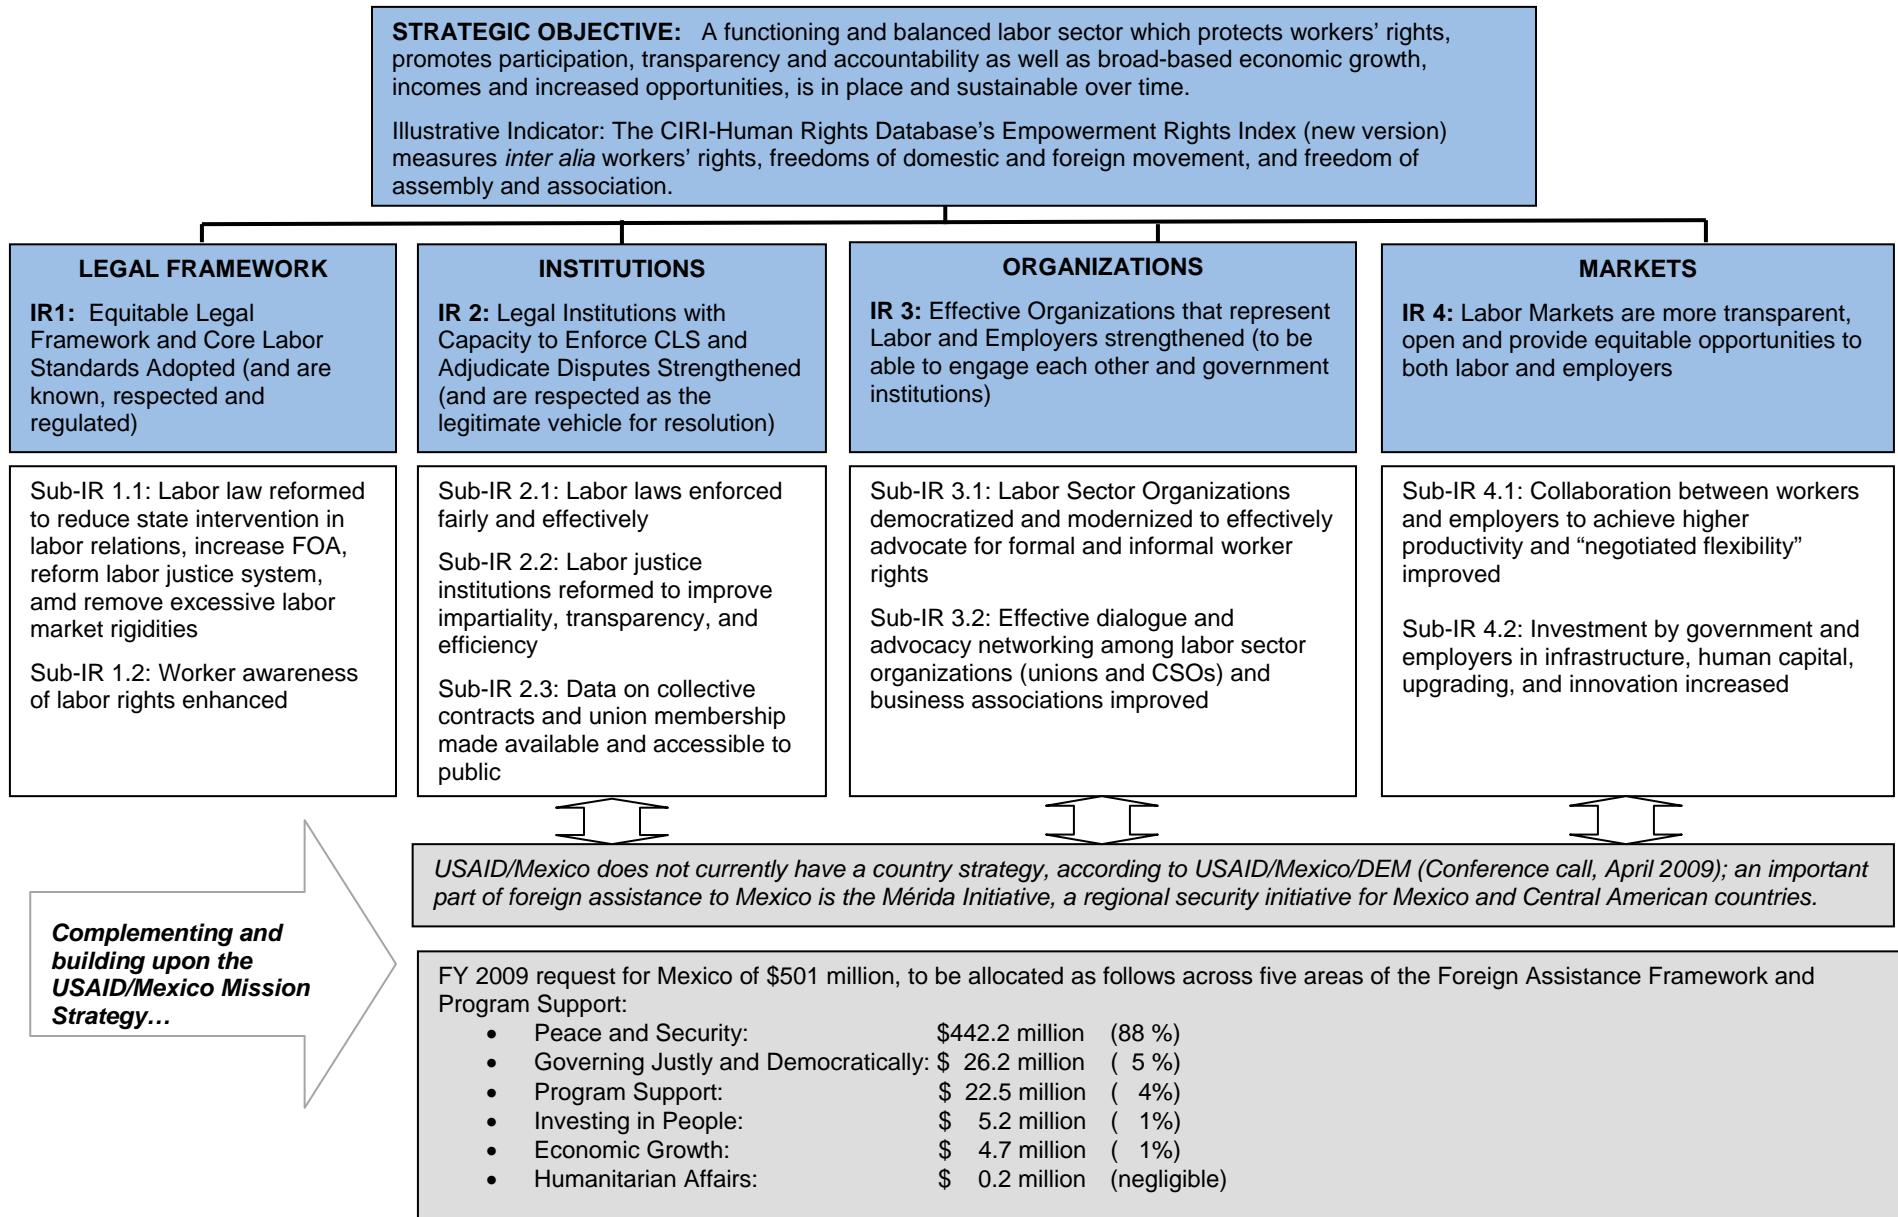 STRATEGIC OBJECTIVE: A functioning and balanced labor sector which protects workers' rights,
promotes participation, transparency and accountability as well as broad-based economic growth,
incomes and increased opportunities, is in place and sustainable over time.
Illustrative Indicator: The CIRI-Human Rights Database's Empowerment Rights Index (new version)
measures inter alia workers' rights, freedoms of domestic and foreign movement, and freedom of
assembly and association.
LEGAL FRAMEWORK
IR1: Equitable Legal
Framework and Core Labor
Standards Adopted (and are
known, respected and
regulated)
INSTITUTIONS
IR 2: Legal Institutions with
Capacity to Enforce CLS and
Adjudicate Disputes Strengthened
(and are respected as the
legitimate vehicle for resolution)
ORGANIZATIONS
IR 3: Effective Organizations that represent
Labor and Employers strengthened (to be
able to engage each other and government
institutions)
MARKETS
IR 4: Labor Markets are more transparent,
open and provide equitable opportunities to
both labor and employers
Sub-IR 1.1: Labor law reformed
to reduce state intervention in
labor relations, increase FOA,
reform labor justice system,
amd remove excessive labor
market rigidities
Sub-IR 1.2: Worker awareness
of labor rights enhanced
Sub-IR 2.1: Labor laws enforced
fairly and effectively
Sub-IR 2.2: Labor justice
institutions reformed to improve
impartiality, transparency, and
efficiency
Sub-IR 2.3: Data on collective
contracts and union membership
made available and accessible to
public
Sub-IR 3.1: Labor Sector Organizations
democratized and modernized to effectively
advocate for formal and informal worker
rights
Sub-IR 3.2: Effective dialogue and
advocacy networking among labor sector
organizations (unions and CSOs) and
business associations improved
Sub-IR 4.1: Collaboration between workers
and employers to achieve higher
productivity and “negotiated flexibility”
improved
Sub-IR 4.2: Investment by government and
employers in infrastructure, human capital,
upgrading, and innovation increased
Complementing and
building upon the
USAID/Mexico Mission
Strategy…
USAID/Mexico does not currently have a country strategy, according to USAID/Mexico/DEM (Conference call, April 2009); an important
part of foreign assistance to Mexico is the Mérida Initiative, a regional security initiative for Mexico and Central American countries.
FY 2009 request for Mexico of $501 million, to be allocated as follows across five areas of the Foreign Assistance Framework and
Program Support:
• Peace and Security: $442.2 million (88 %)
• Governing Justly and Democratically: $ 26.2 million ( 5 %)
• Program Support: $ 22.5 million ( 4%)
• Investing in People: $ 5.2 million ( 1%)
• Economic Growth: $ 4.7 million ( 1%)
• Humanitarian Affairs: $ 0.2 million (negligible)